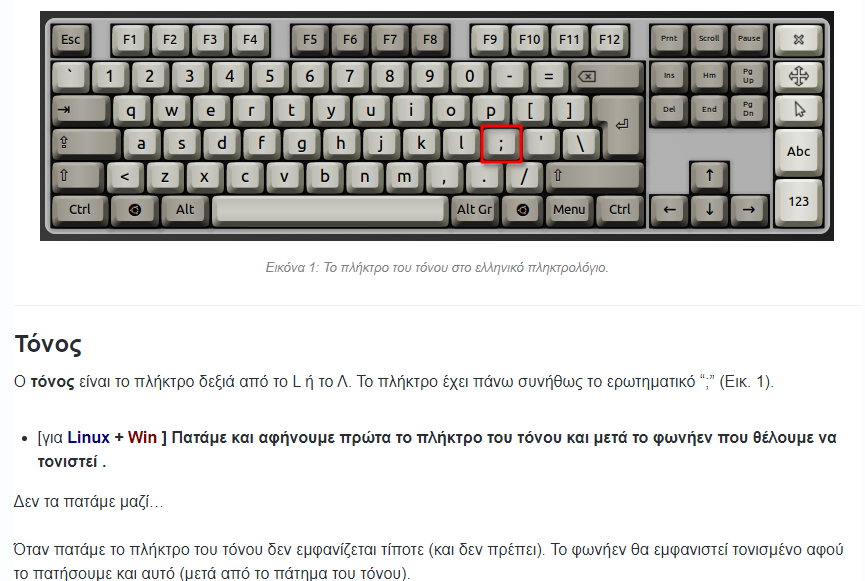 Esc F1 F2 F3 F4 F5 F6 F7 F8 F9 F10 F11 F12 Prnt Scroll Pause
` 1 2 3 4 5 6 7 8 9 0 - = Ins Hm Pg Up
q w e r t y u i o p [ ] Del End Pg Dn
a s d f g h j k l ; ' \ Abc
< z x c v b n m , . / ↑
Ctrl Alt Alt Gr Menu Ctrl ← ↓ → 123
Εικόνα 1: Το πλήκτρο του τόνου στο ελληνικό πληκτρολόγιο.
Τόνος
Ο τόνος είναι το πλήκτρο δεξιά από το L ή το Λ. Το πλήκτρο έχει πάνω συνήθως το ερωτηματικό “;” (Εικ. 1).
• [για Linux + Win ] Πατάμε και αφήνουμε πρώτα το πλήκτρο του τόνου και μετά το φωνήεν που θέλουμε να
τονιστεί .
Δεν τα πατάμε μαζί…
Όταν πατάμε το πλήκτρο του τόνου δεν εμφανίζεται τίποτε (και δεν πρέπει). Το φωνήεν θα εμφανιστεί τονισμένο αφού
το πατήσουμε και αυτό (μετά από το πάτημα του τόνου).